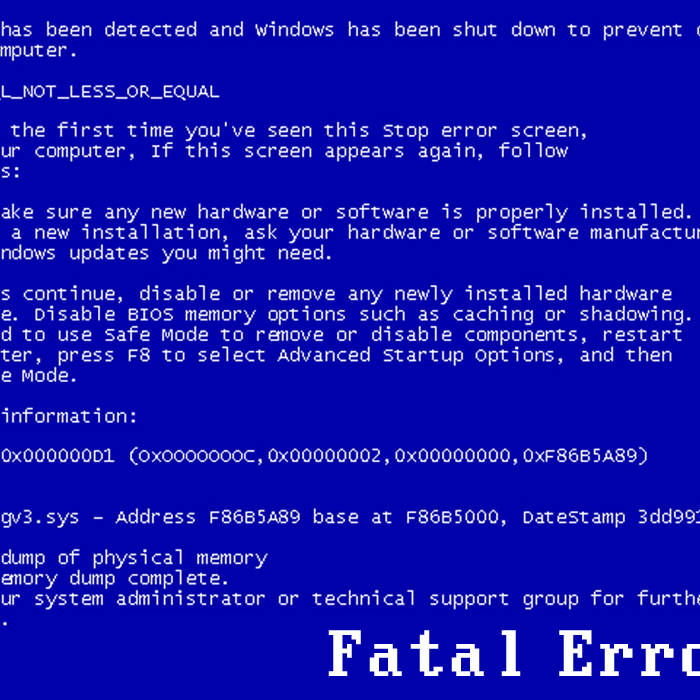 has been detected and Windows has been shut down to prevent
mputer.
L_NOT_LESS_OR_EQUAL
the first time you've seen this Stop error screen,
ur computer, If this screen appears again, follow
s:
ake sure any new hardware or software is properly installed.
a new installation, ask your hardware or software manufactur
ndows updates you might need.
s continue, disable or remove any newly installed hardware
e. Disable BIOS memory options such as caching or shadowing.
d to use Safe Mode to remove or disable components, restart
ter, press F8 to select Advanced Startup Options, and then
e Mode.
information:
0x000000D1 (0x0000000C,0x00000002,0x00000000,0xF86B5A89)
gv3.sys – Address F86B5A89 base at F86B5000, DateStamp 3dd991
dump of physical memory
emory dump complete.
ur system administrator or technical support group for furthe
.
Fatal Erro